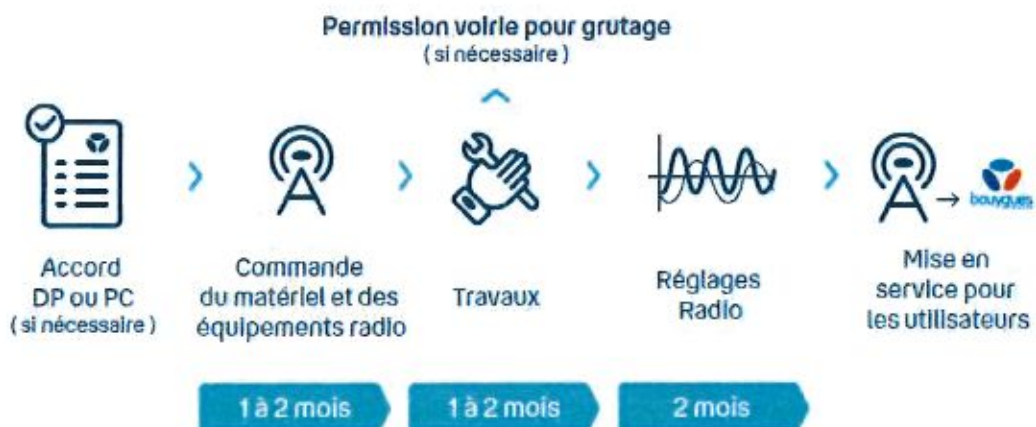 Permission voirie pour grutage
( si nécessaire )
Accord
DP ou PC
( si nécessaire )
Commande
du matériel et des
équipements radio
Travaux
Réglages
Radio
bouygues
Mise en
service pour
les utilisateurs
1 à 2 mois
1 à 2 mois
2 mois